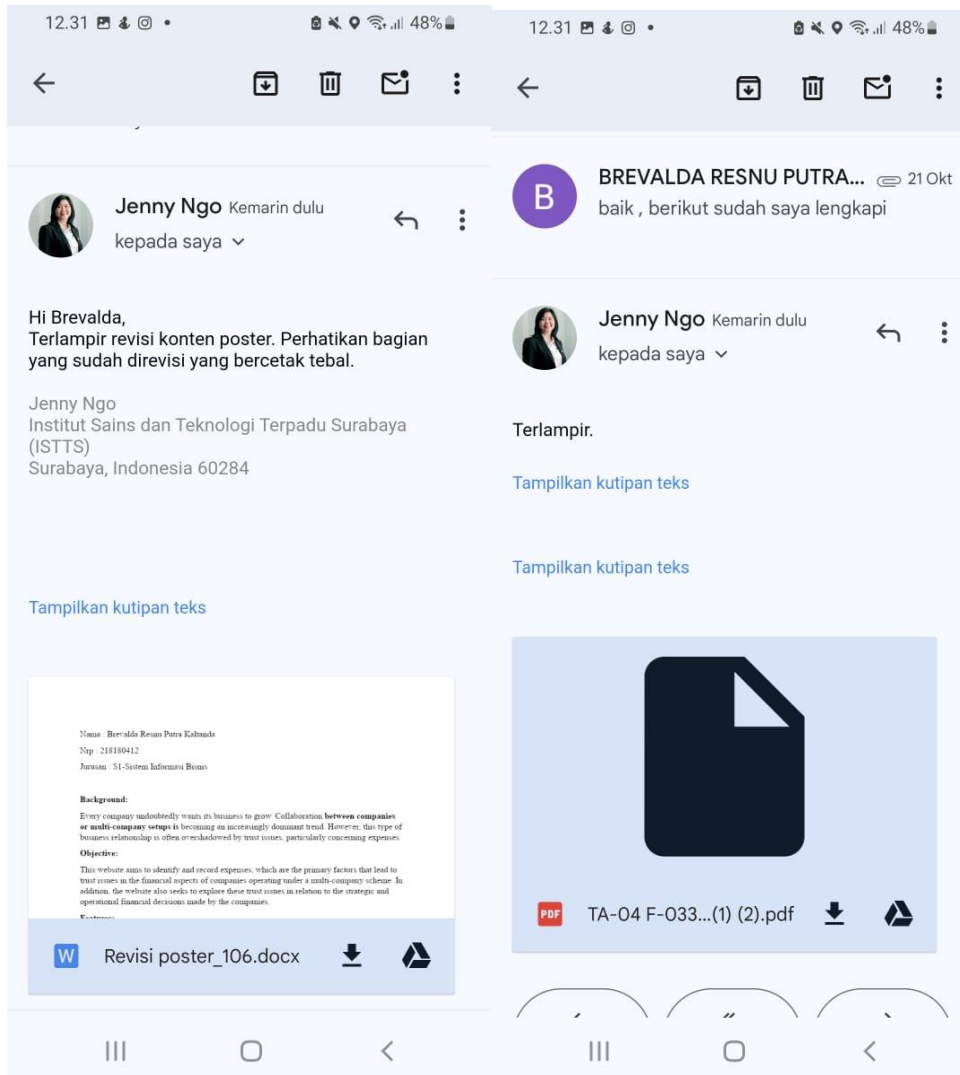 12.31
48%
Jenny Ngo Kemarin dulu
kepada saya
Hi Brevalda,
Terlampir revisi konten poster. Perhatikan bagian
yang sudah direvisi yang bercetak tebal.
Jenny Ngo
Institut Sains dan Teknologi Terpadu Surabaya
(ISTTS)
Surabaya, Indonesia 60284
Tampilkan kutipan teks
Nama : Brevalda Resnu Putra Kaltanda
Nrp : 218180412
Jurusan : S1-Sistem Informasi Bisnis
Background:
Every company undoubtedly wants its business to grow. Collaboration between companies
or multi-company setups is becoming an increasingly dominant trend. However, this type of
business relationship is often overshadowed by trust issues, particularly concerning expenses.
Objective:
This website aims to identify and record expenses, which are the primary factors that lead to
trust issues in the financial aspects of companies operating under a multi-company scheme. In
addition, the website also seeks to explore these trust issues in relation to the strategic and
operational financial decisions made by the companies.
Features:
W Revisi poster_106.docx
12.31
48%
B
BREVALDA RESNU PUTRA... 21 Okt
baik , berikut sudah saya lengkapi
Jenny Ngo Kemarin dulu
kepada saya
Terlampir.
Tampilkan kutipan teks
Tampilkan kutipan teks
PDF TA-04 F-033...(1) (2).pdf